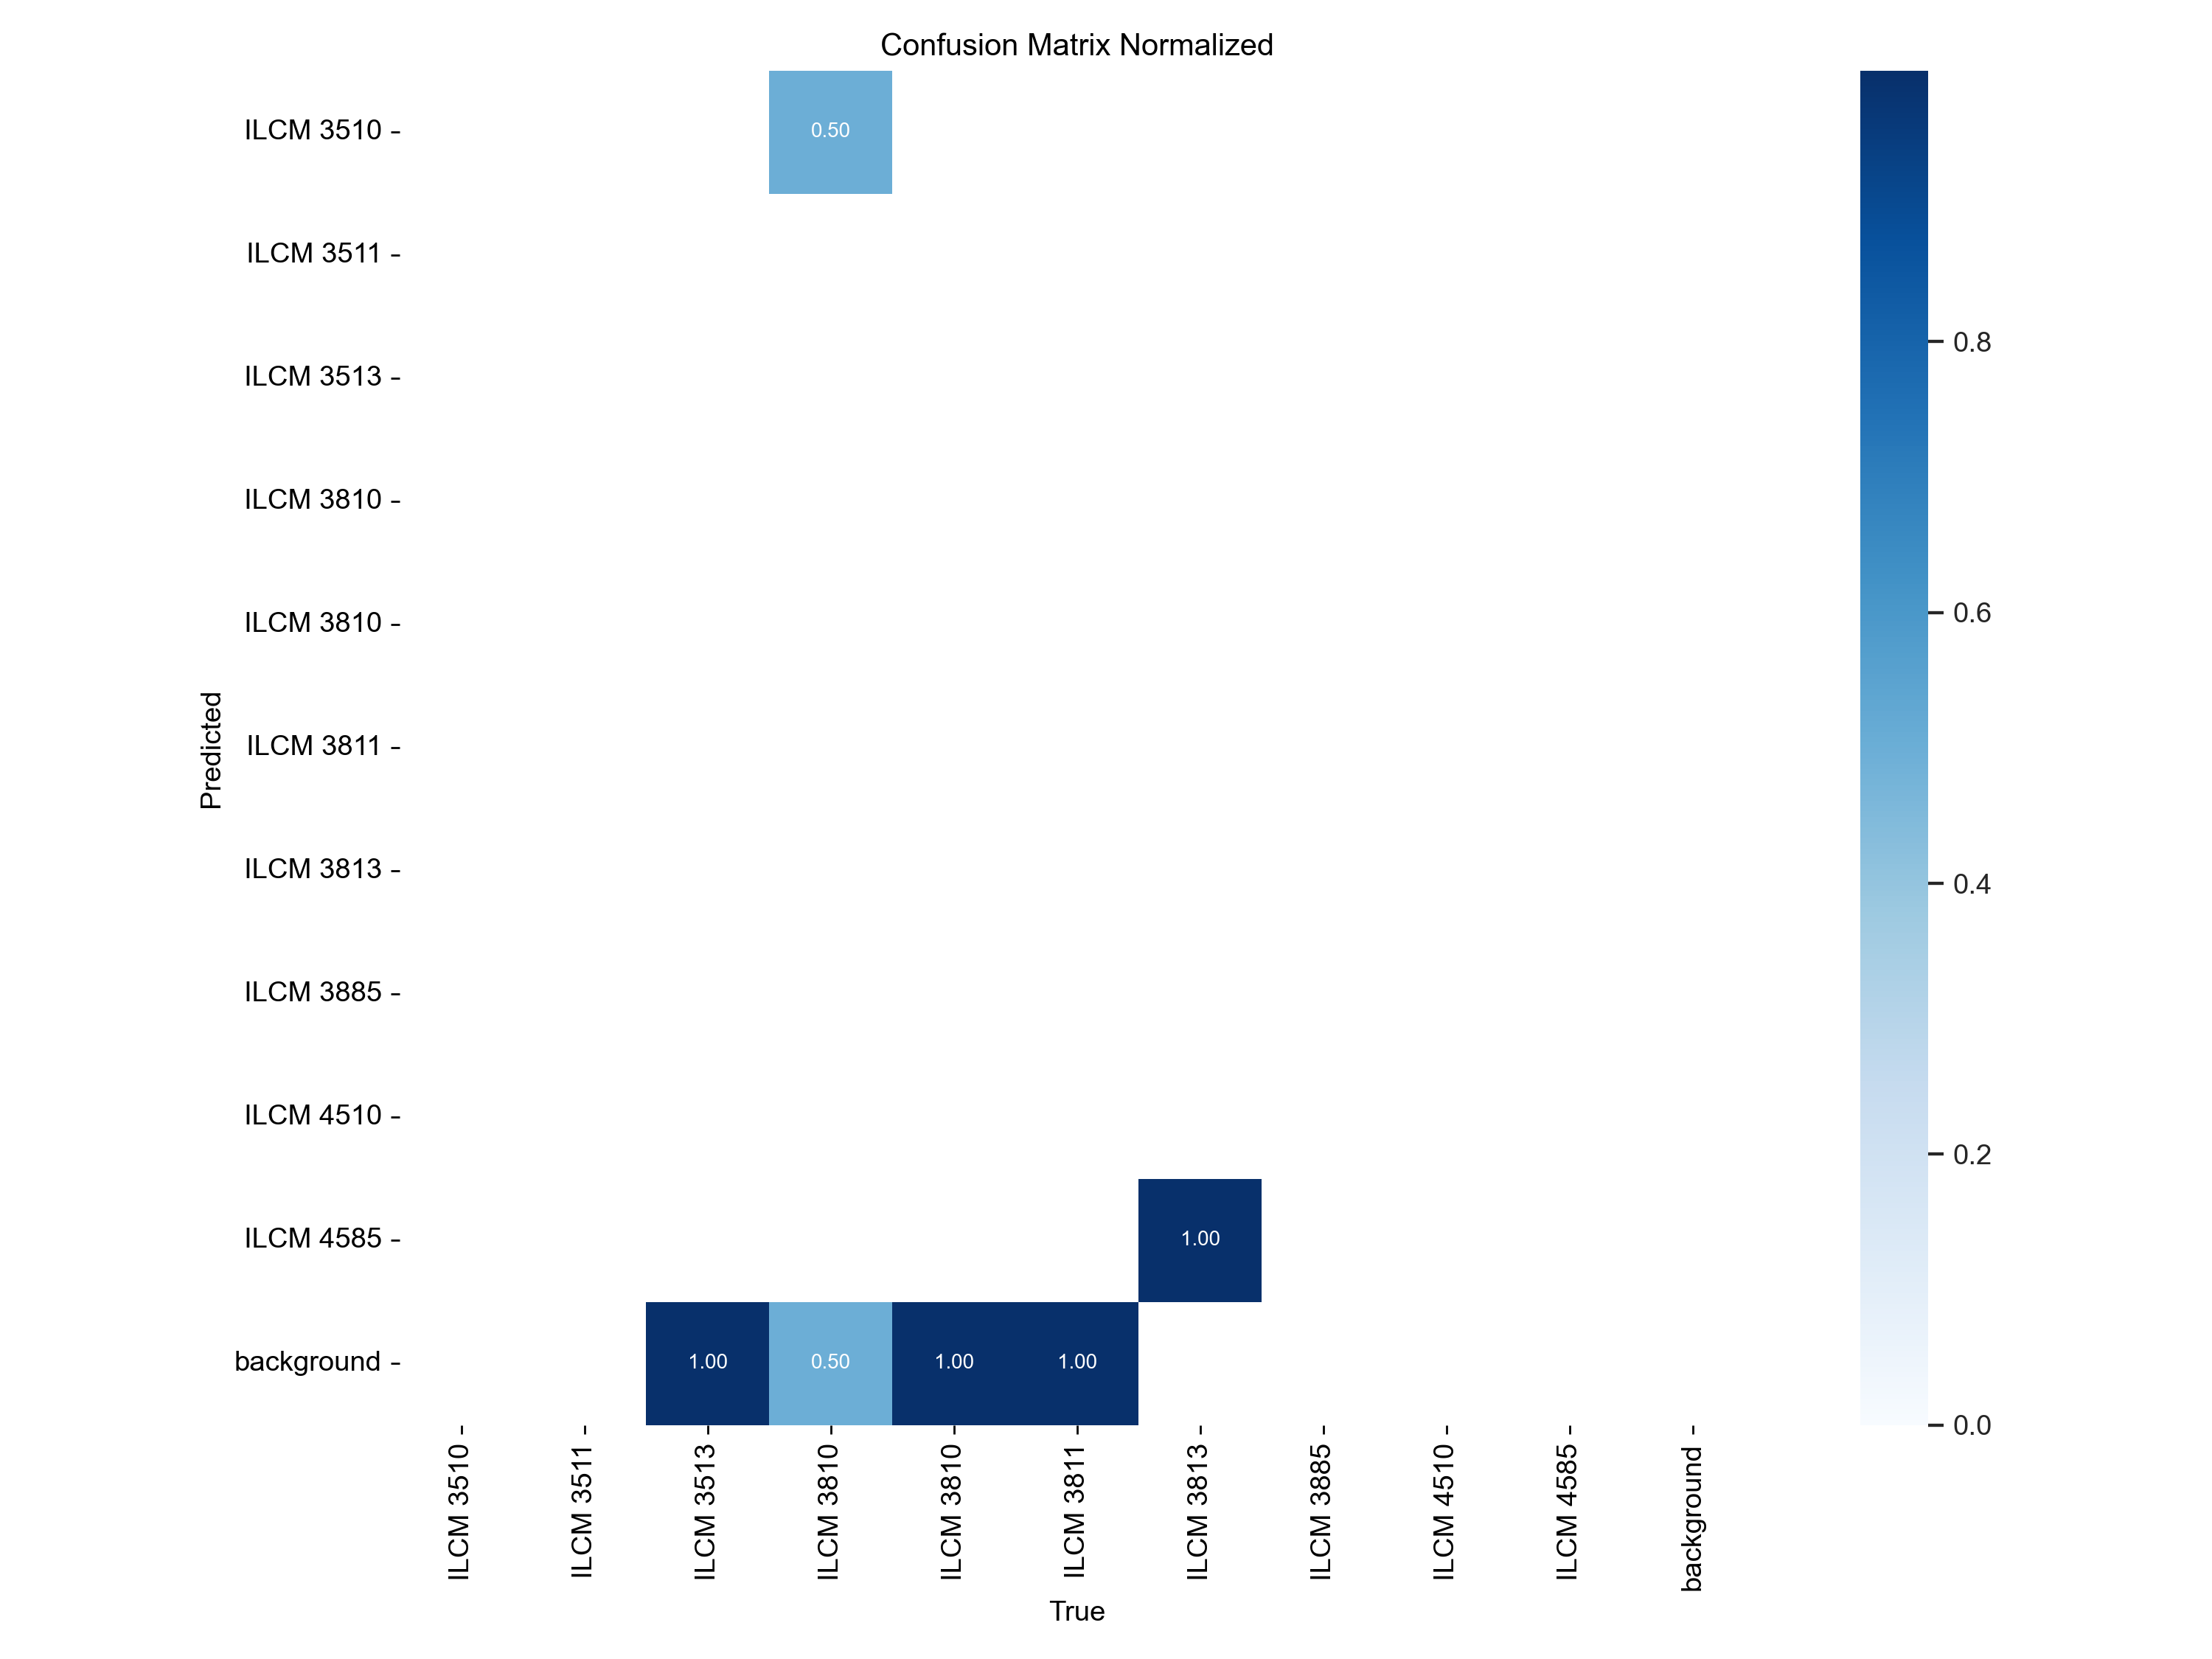 Confusion Matrix Normalized
ILCM 3510
0.50
ILCM 3511
0.8
ILCM 3513
ILCM 3810
ILCM 3810
0.6
Predicted
ILCM 3811
ILCM 3813
0.4
ILCM 3885
ILCM 4510
0.2
ILCM 4585
1.00
background
1.00 0.50 1.00 1.00
0.0
ILCM 3510
ILCM 3511
ILCM 3513
ILCM 3810
ILCM 3810
ILCM 3811
ILCM 3813
ILCM 3885
ILCM 4510
ILCM 4585
background
True